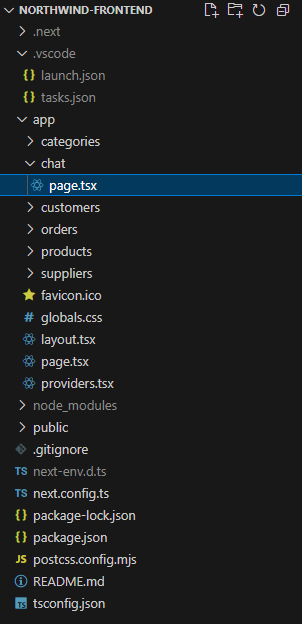 NORTHWIND-FRONTEND
.next
.vscode
{} launch.json
{} tasks.json
app
categories
chat
page.tsx
customers
orders
products
suppliers
favicon.ico
# globals.css
layout.tsx
page.tsx
providers.tsx
node_modules
public
.gitignore
TS next-env.d.ts
TS next.config.ts
{} package-lock.json
{} package.json
JS postcss.config.mjs
README.md
TS tsconfig.json